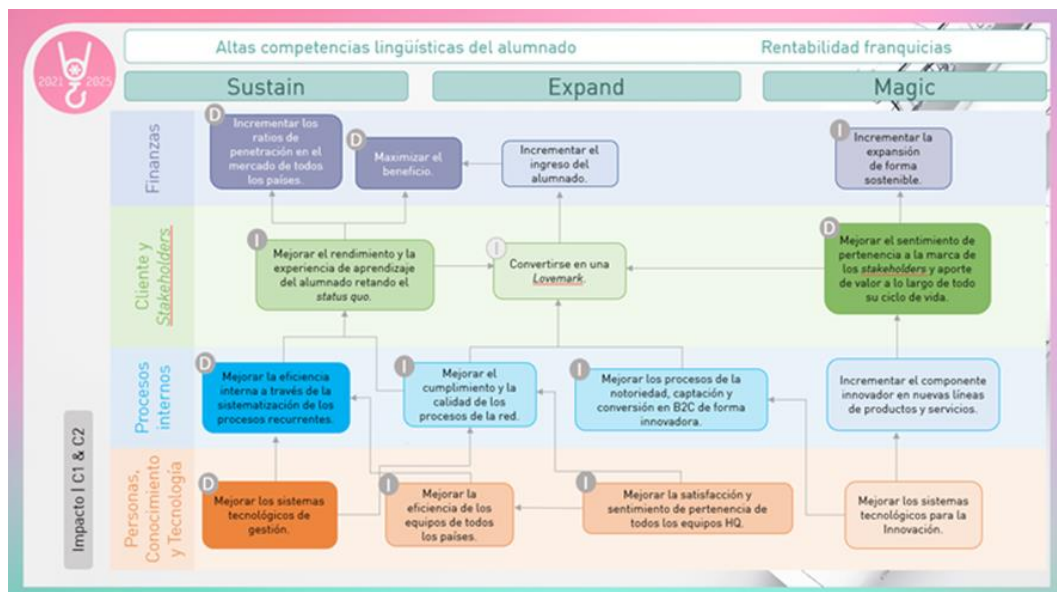 Altas competencias lingüísticas del alumnado
Rentabilidad franquicias
2021
2025
Sustain
Expand
Magic
Finanzas
D
Incrementar los
ratios de
penetración en el
mercado de todos
los países.
D
Maximizar el
beneficio.
Incrementar el
ingreso del
alumnado.
I
Incrementar la
expansión
de forma
sostenible.
Cliente y
Stakeholders
I
Mejorar el rendimiento y la
experiencia de aprendizaje
del alumnado retando el
status quo.
I
Convertirse en una
Lovemark.
D
Mejorar el sentimiento de
pertenencia a la marca de
los stakeholders y aporte
de valor a lo largo de todo
su ciclo de vida.
Procesos
internos
D
Mejorar la eficiencia
interna a través de la
sistematización de los
procesos recurrentes.
I
Mejorar el
cumplimiento y la
calidad de los
procesos de la red.
I
Mejorar los procesos de la
notoriedad, captación y
conversión en B2C de forma
innovadora.
Incrementar el componente
innovador en nuevas líneas
de productos y servicios.
Impacto | C1 & C2
Personas,
Conocimiento
y Tecnología
D
Mejorar los sistemas
tecnológicos de
gestión.
I
Mejorar la
eficiencia de los
equipos de todos
los países.
I
Mejorar la satisfacción y
sentimiento de pertenencia de
todos los equipos HQ.
Mejorar los sistemas
tecnológicos para la
Innovación.